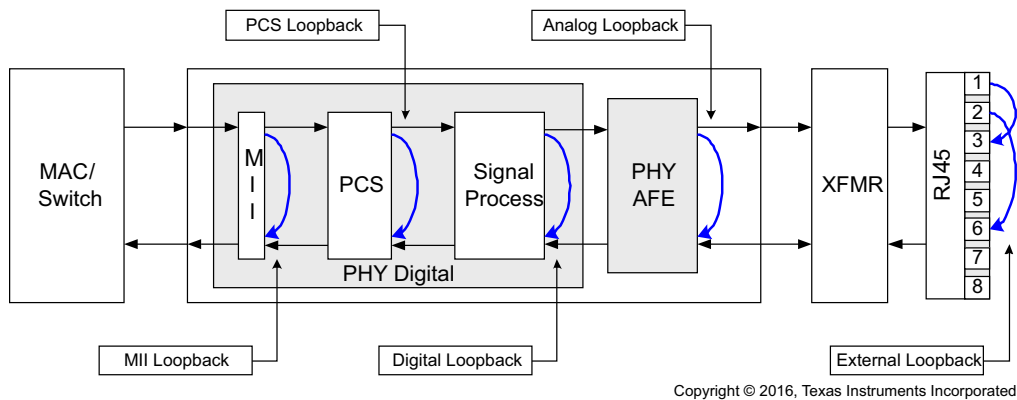 PCS Loopback
Analog Loopback
MAC/
Switch
M
I
I
PCS
Signal
Process
PHY
AFE
XFMR
RJ45
1
2
3
4
5
6
7
8
PHY Digital
MII Loopback
Digital Loopback
External Loopback
Copyright © 2016, Texas Instruments Incorporated